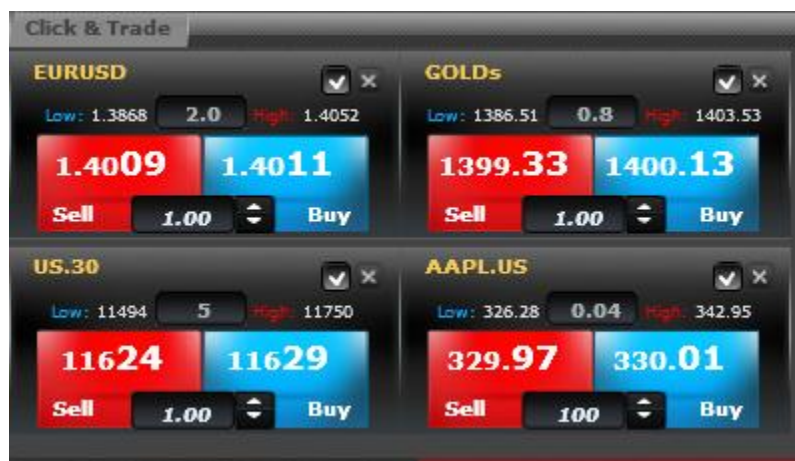 Click & Trade
EURUSD
Low: 1.3868 2.0 High: 1.4052
1.4009 1.4011
Sell 1.00 Buy
GOLDs
Low: 1386.51 0.8 High: 1403.53
1399.33 1400.13
Sell 1.00 Buy
US.30
Low: 11494 5 High: 11750
11624 11629
Sell 1.00 Buy
AAPL.US
Low: 326.28 0.04 High: 342.95
329.97 330.01
Sell 100 Buy